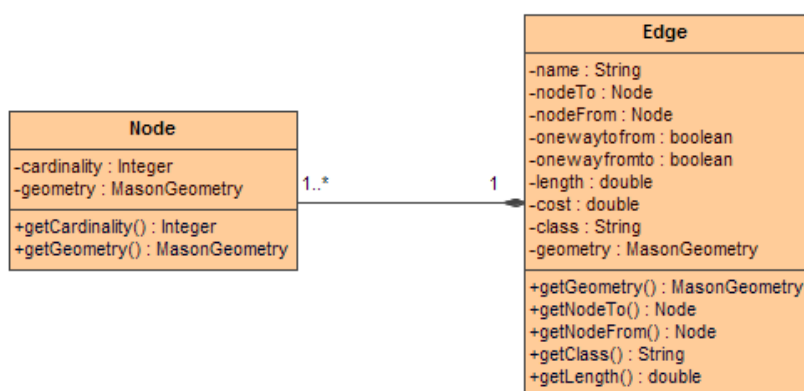 Node
-cardinality : Integer
-geometry : MasonGeometry
+getCardinality() : Integer
+getGeometry() : MasonGeometry
1..*
1
Edge
-name : String
-nodeTo : Node
-nodeFrom : Node
-onewaytofrom : boolean
-onewayfromto : boolean
-length : double
-cost : double
-class : String
-geometry : MasonGeometry
+getGeometry() : MasonGeometry
+getNodeTo() : Node
+getNodeFrom() : Node
+getClass() : String
+getLength() : double